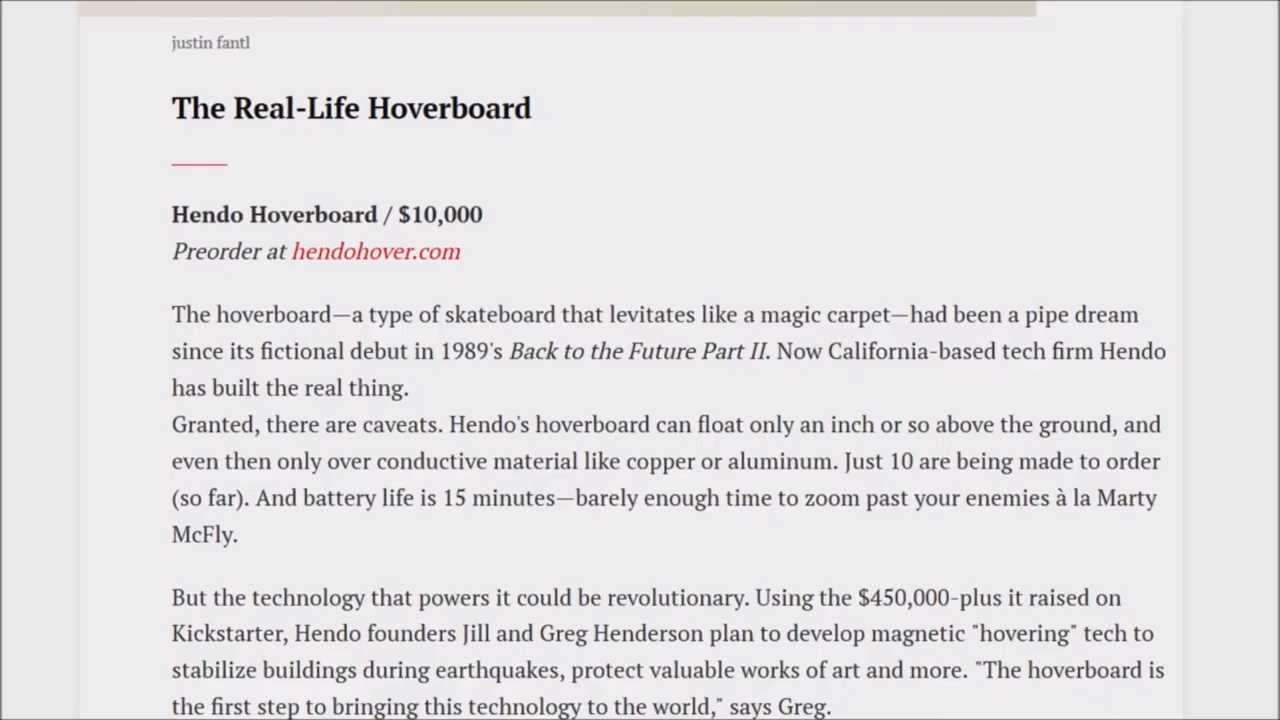 justin fantl
The Real-Life Hoverboard
Hendo Hoverboard / $10,000
Preorder at hendohover.com
The hoverboard—a type of skateboard that levitates like a magic carpet—had been a pipe dream
since its fictional debut in 1989's Back to the Future Part II. Now California-based tech firm Hendo
has built the real thing.
Granted, there are caveats. Hendo's hoverboard can float only an inch or so above the ground, and
even then only over conductive material like copper or aluminum. Just 10 are being made to order
(so far). And battery life is 15 minutes—barely enough time to zoom past your enemies à la Marty
McFly.
But the technology that powers it could be revolutionary. Using the $450,000-plus it raised on
Kickstarter, Hendo founders Jill and Greg Henderson plan to develop magnetic "hovering" tech to
stabilize buildings during earthquakes, protect valuable works of art and more. "The hoverboard is
the first step to bringing this technology to the world," says Greg.